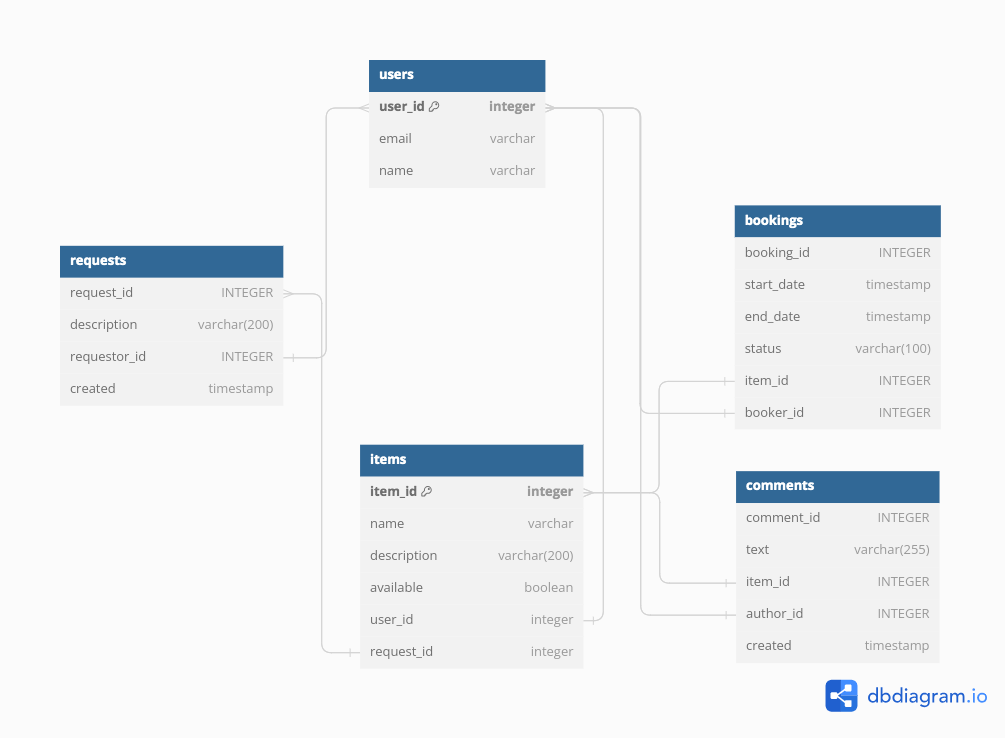 users
user_id integer
email varchar
name varchar
bookings
booking_id INTEGER
start_date timestamp
end_date timestamp
status varchar(100)
item_id INTEGER
booker_id INTEGER
requests
request_id INTEGER
description varchar(200)
requestor_id INTEGER
created timestamp
items
item_id integer
name varchar
description varchar(200)
available boolean
user_id integer
request_id integer
comments
comment_id INTEGER
text varchar(255)
item_id INTEGER
author_id INTEGER
created timestamp
dbdiagram.io